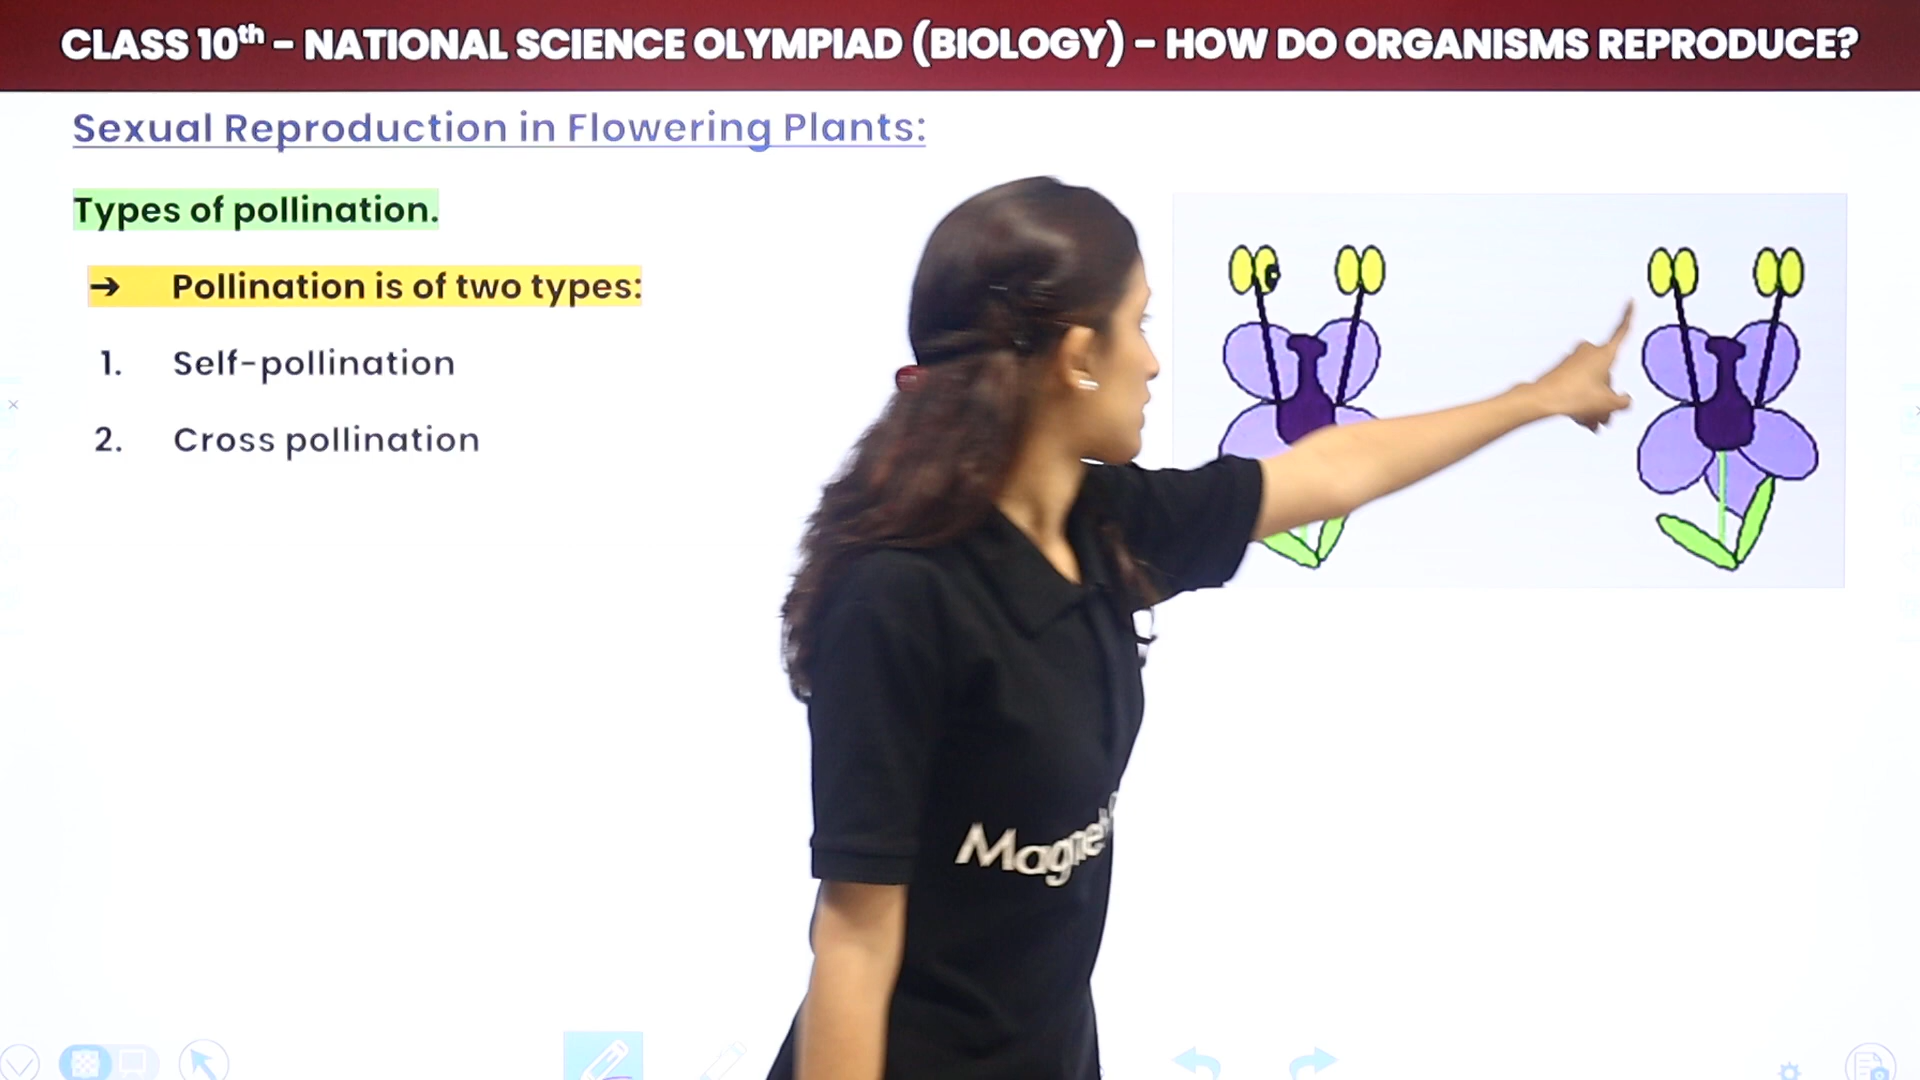 CLASS 10th - NATIONAL SCIENCE OLYMPIAD (BIOLOGY) - HOW DO ORGANISMS REPRODUCE?
Sexual Reproduction in Flowering Plants:
Types of pollination.
→ Pollination is of two types:
1. Self-pollination
2. Cross pollination